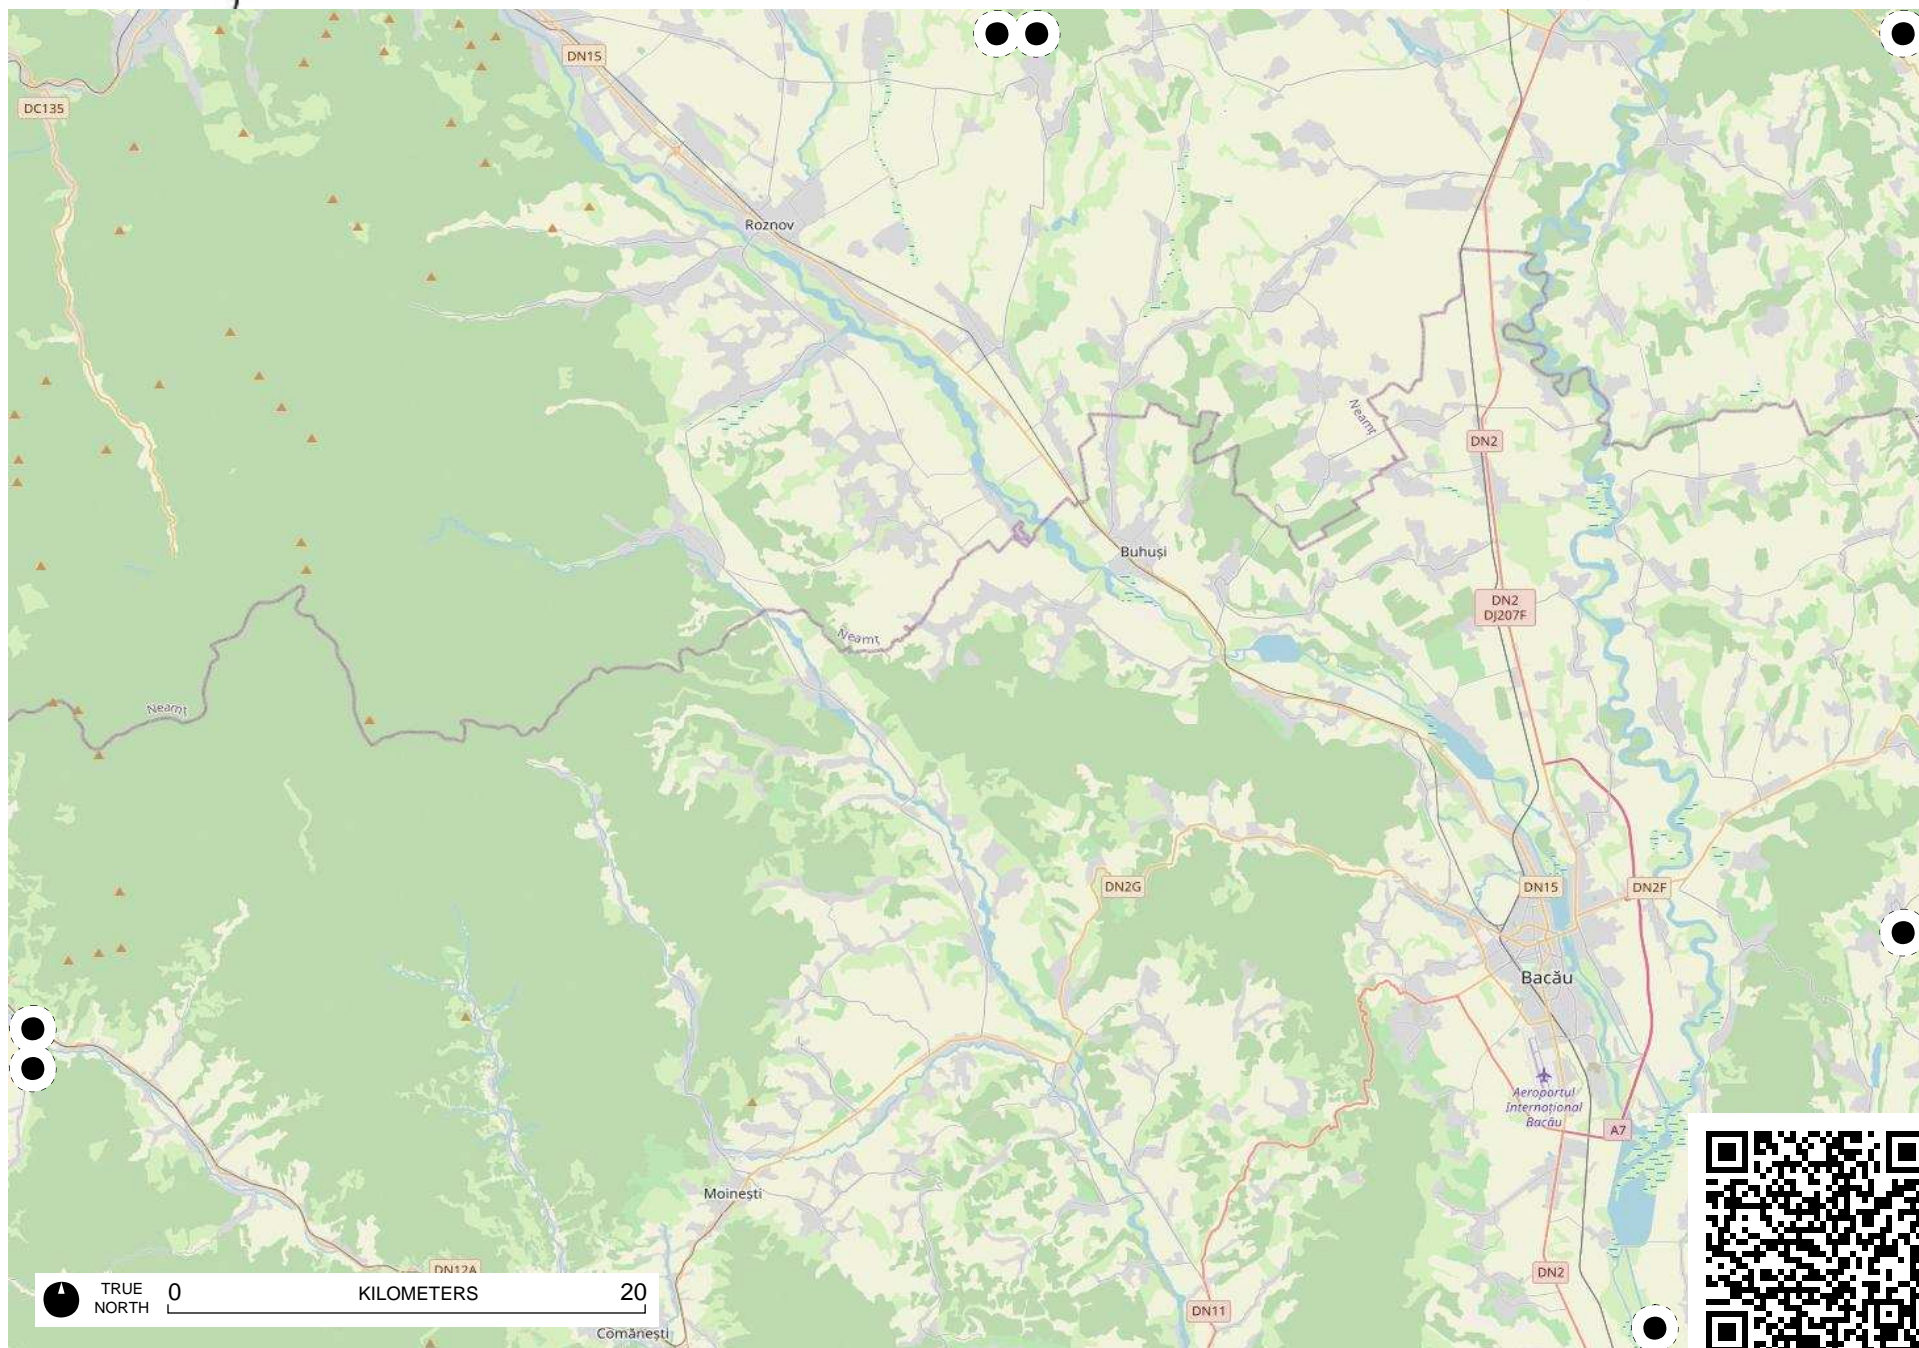 DN15
DC135
Roznov
Neamț
DN2
Buhuși
DN2
DJ207F
Neamț
Neamț
DN2G
DN15
DN2F
Bacău
Aeroportul
Internațional
Bacău
A7
Moinești
DN12A
DN2
TRUE
NORTH
0
KILOMETERS
20
DN11
Comănești